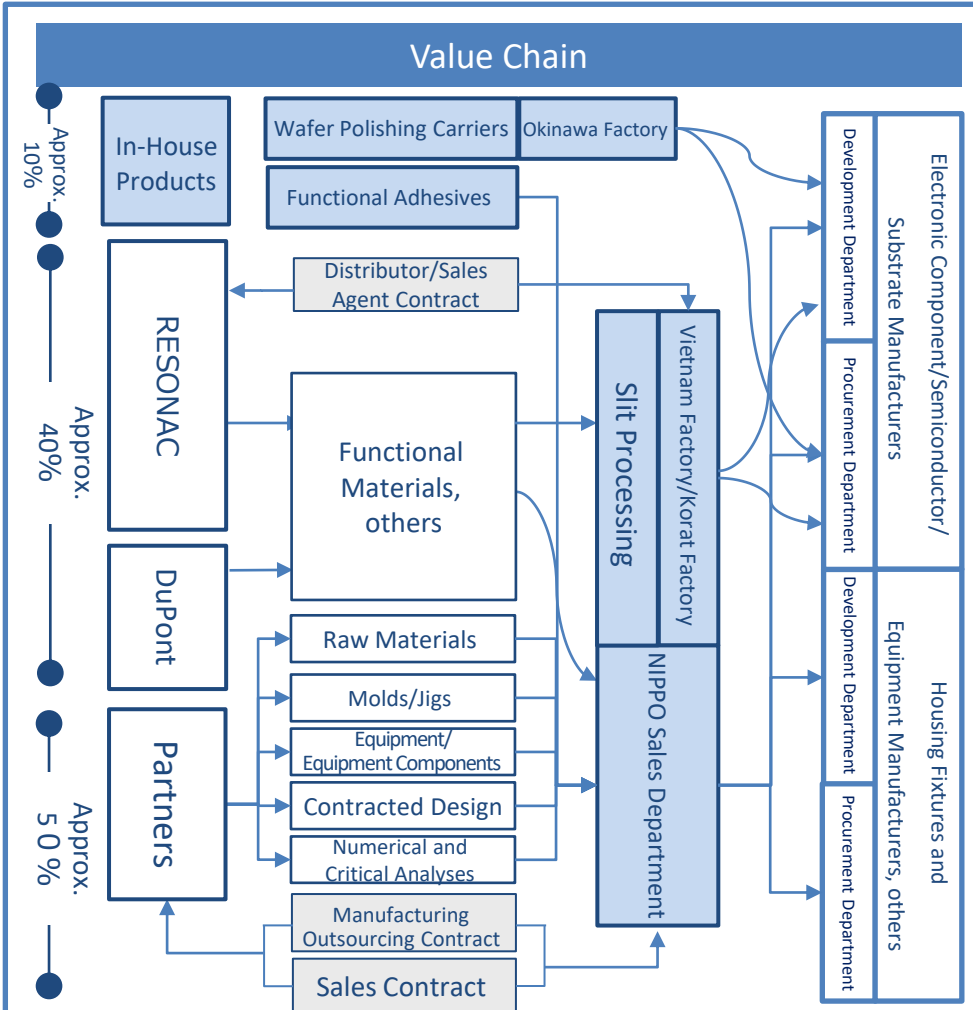 Value Chain
Approx.
10%
In-House
Products
Wafer Polishing Carriers
Okinawa Factory
Functional Adhesives
Approx.
40%
RESONAC
Distributor/Sales
Agent Contract
Functional
Materials,
others
DuPont
Slit Processing
Vietnam Factory/Korat Factory
Approx.
50%
Partners
Raw Materials
Molds/Jigs
Equipment/
Equipment Components
Contracted Design
Numerical and
Critical Analyses
Manufacturing
Outsourcing Contract
Sales Contract
NIPPO Sales Department
Development Department
Procurement Department
Electronic Component/Semiconductor/
Substrate Manufacturers
Development Department
Procurement Department
Housing Fixtures and
Equipment Manufacturers, others